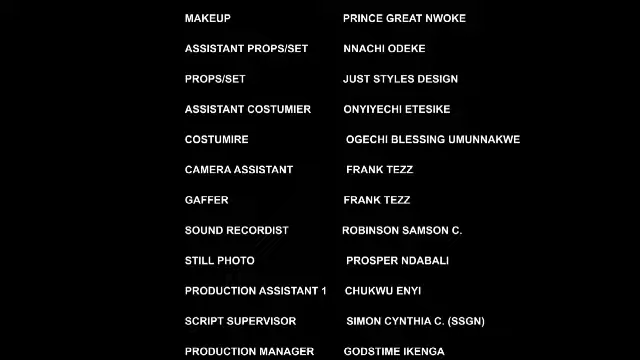 MAKEUP PRINCE GREAT NWOKE
ASSISTANT PROPS/SET NNACHI ODEKE
PROPS/SET JUST STYLES DESIGN
ASSISTANT COSTUMIER ONYIYECHI ETESIKE
COSTUMIRE OGECHI BLESSING UMUNNAKWE
CAMERA ASSISTANT FRANK TEZZ
GAFFER FRANK TEZZ
SOUND RECORDIST ROBINSON SAMSON C.
STILL PHOTO PROSPER NDABALI
PRODUCTION ASSISTANT 1 CHUKWU ENYI
SCRIPT SUPERVISOR SIMON CYNTHIA C. (SSGN)
PRODUCTION MANAGER GODSTIME IKENGA